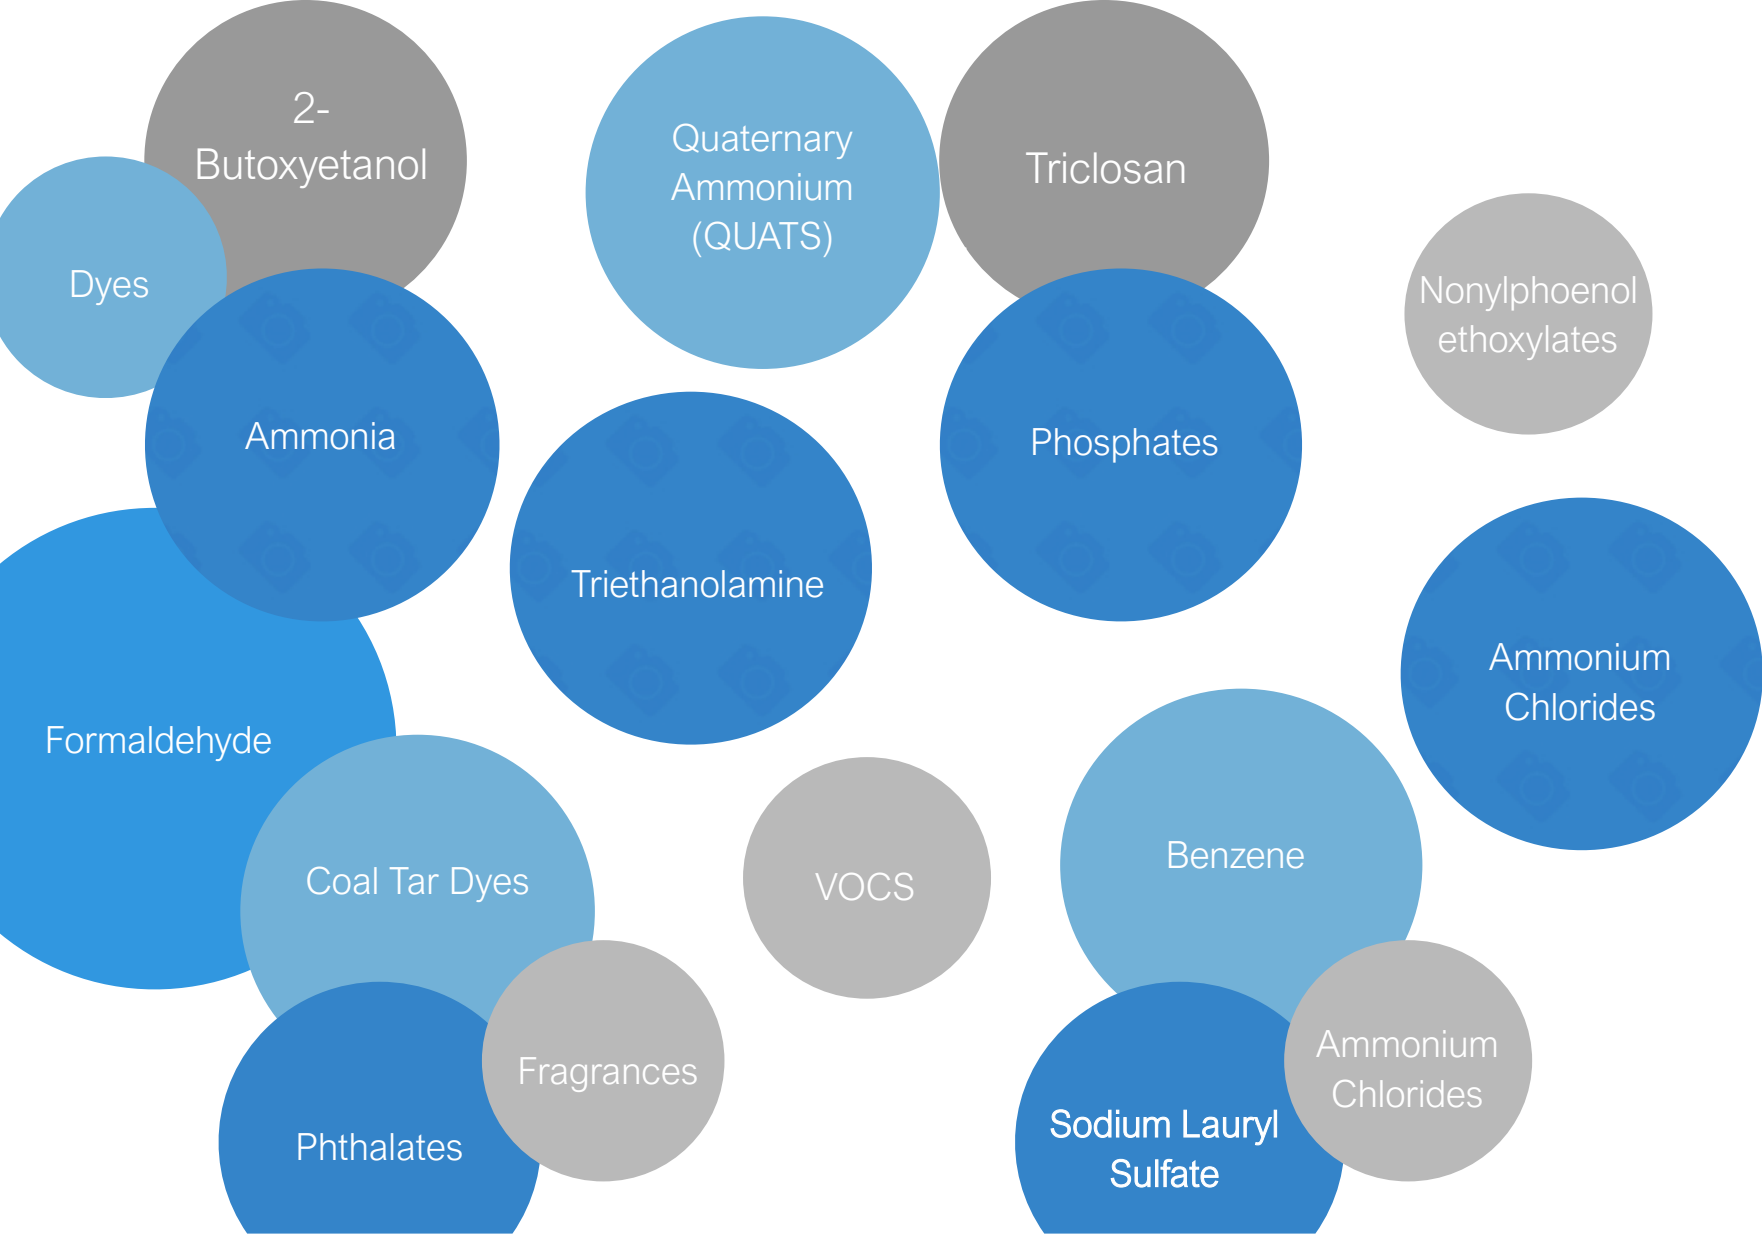 2-
Butoxyetanol
Quaternary
Ammonium
(QUATS)
Triclosan
Dyes
Nonylphoenol
ethoxylates
Ammonia
Phosphates
Triethanolamine
Ammonium
Chlorides
Formaldehyde
Coal Tar Dyes
VOCS
Benzene
Fragrances
Ammonium
Chlorides
Phthalates
Sodium Lauryl
Sulfate